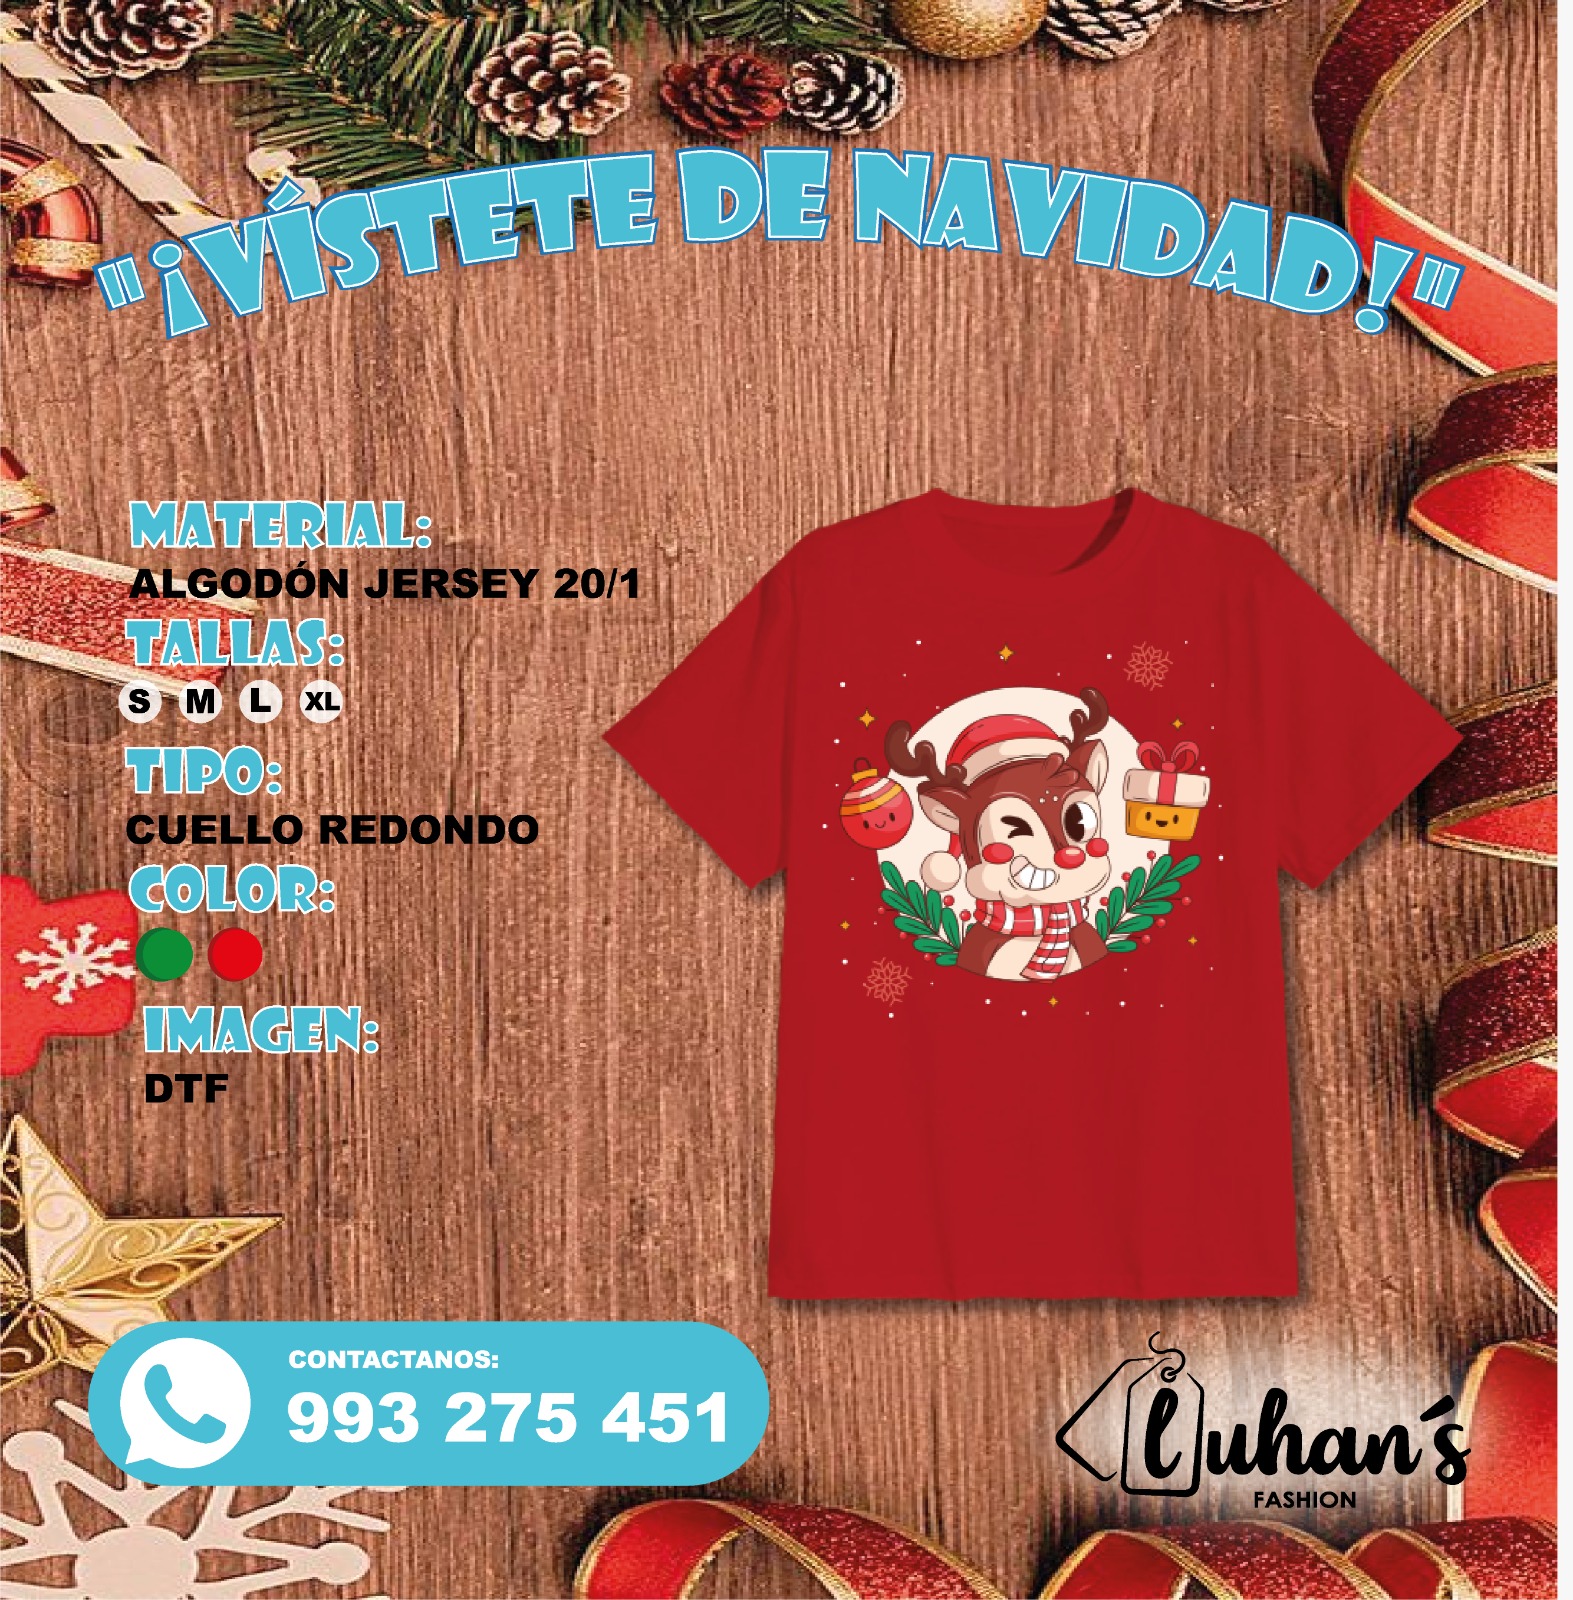 "¡VÍSTETE DE NAVIDAD!"
MATERIAL:
ALGODÓN JERSEY 20/1
TALLAS:
S M L XL
TIPO:
CUELLO REDONDO
COLOR:
IMAGEN:
DTF
CONTACTANOS:
993 275 451
Luhan´s
FASHION